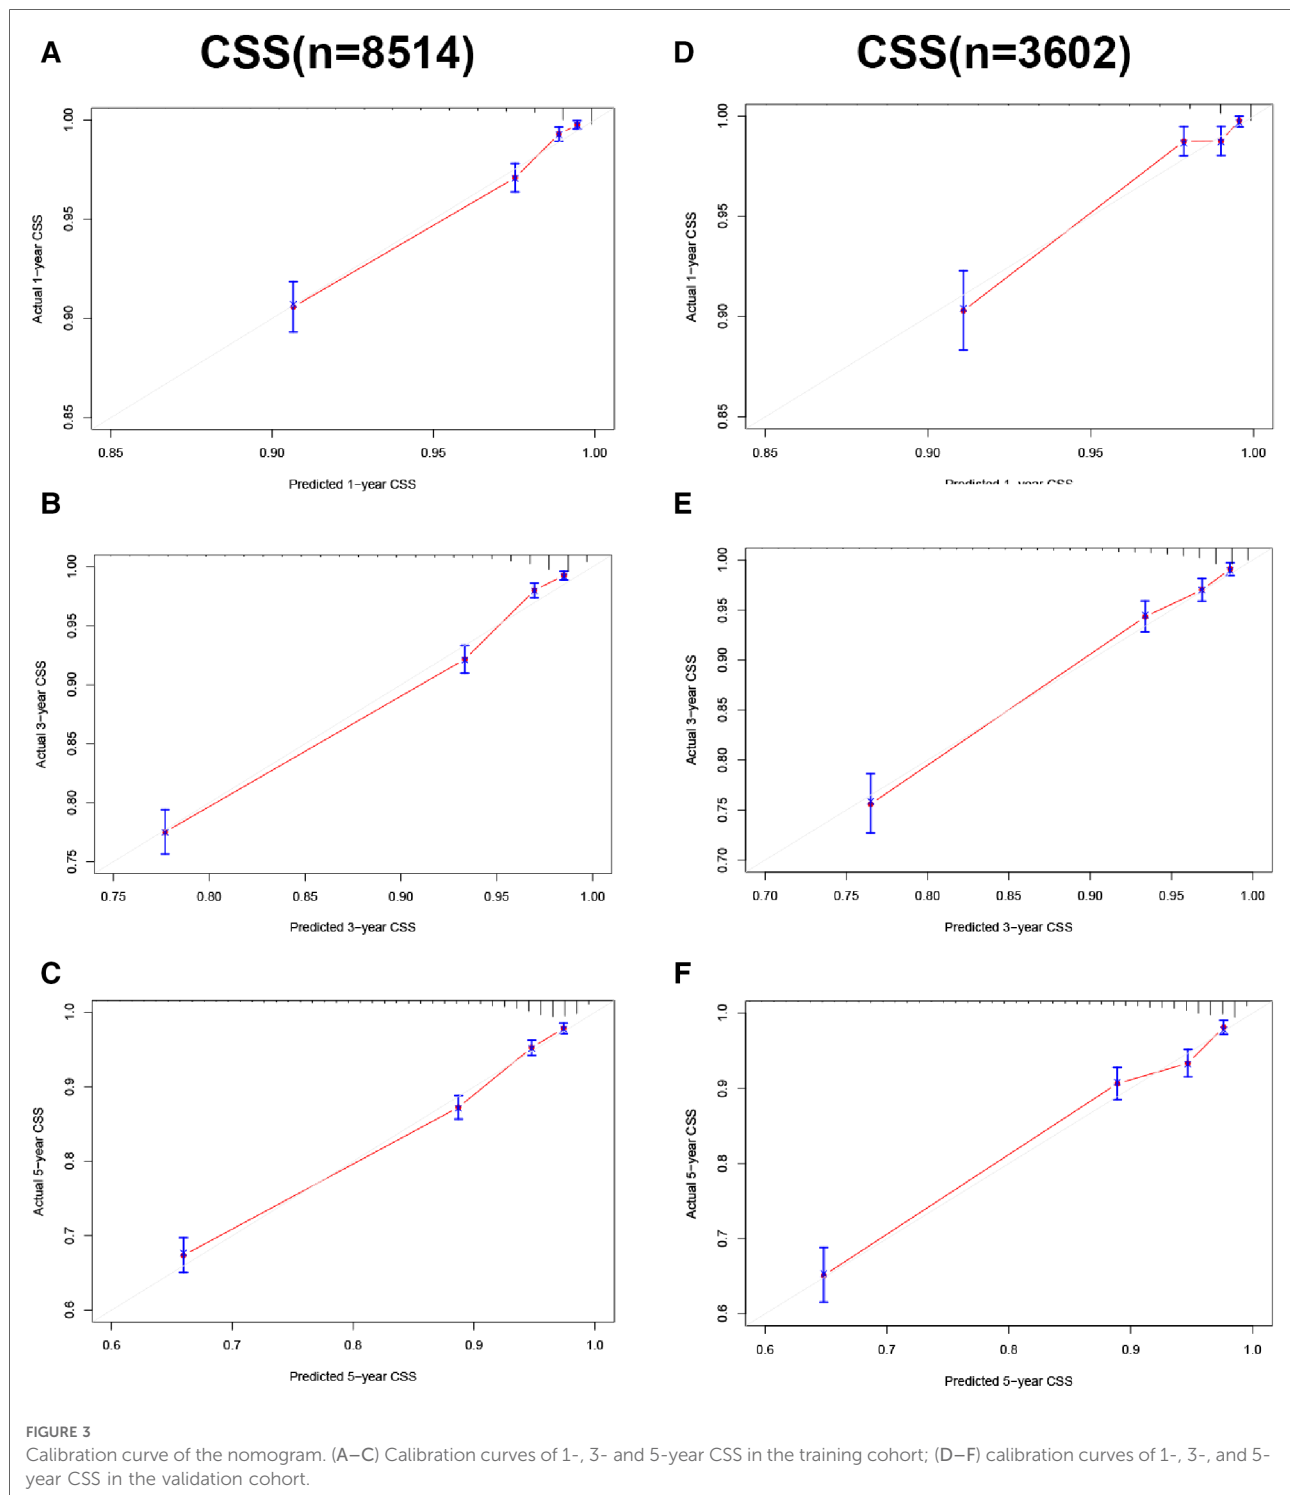 A
CSS(n=8514)
1.00
0.95
0.90
0.85
Actual 1-year CSS
0.85 0.90 0.95 1.00
Predicted 1-year CSS
B
1.00
0.95
0.90
0.85
0.80
0.75
Actual 3-year CSS
0.75 0.80 0.85 0.90 0.95 1.00
Predicted 3-year CSS
C
1.0
0.9
0.8
0.7
0.6
Actual 5-year CSS
0.6 0.7 0.8 0.9 1.0
Predicted 5-year CSS
D
CSS(n=3602)
1.00
0.95
0.90
0.85
Actual 1-year CSS
0.85 0.90 0.95 1.00
Predicted 1-year CSS
E
1.00
0.95
0.90
0.85
0.80
0.75
0.70
Actual 3-year CSS
0.70 0.75 0.80 0.85 0.90 0.95 1.00
Predicted 3-year CSS
F
1.0
0.9
0.8
0.7
0.6
Actual 5-year CSS
0.6 0.7 0.8 0.9 1.0
Predicted 5-year CSS
FIGURE 3
Calibration curve of the nomogram. (A–C) Calibration curves of 1-, 3- and 5-year CSS in the training cohort; (D–F) calibration curves of 1-, 3-, and 5-
year CSS in the validation cohort.